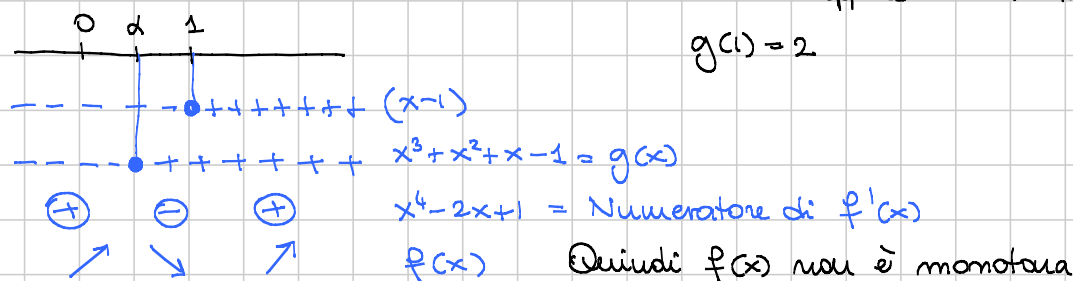 0 α 1
g(1) = 2
- - - - - - - + + + + + + + (x-1)
- - - - - + + + + + + x³+x²+x-1 = g(x)
+ - + x⁴-2x+1 = Numeratore di f'(x)
↗ ↘ ↗ f(x) Quindi f(x) non è monotona